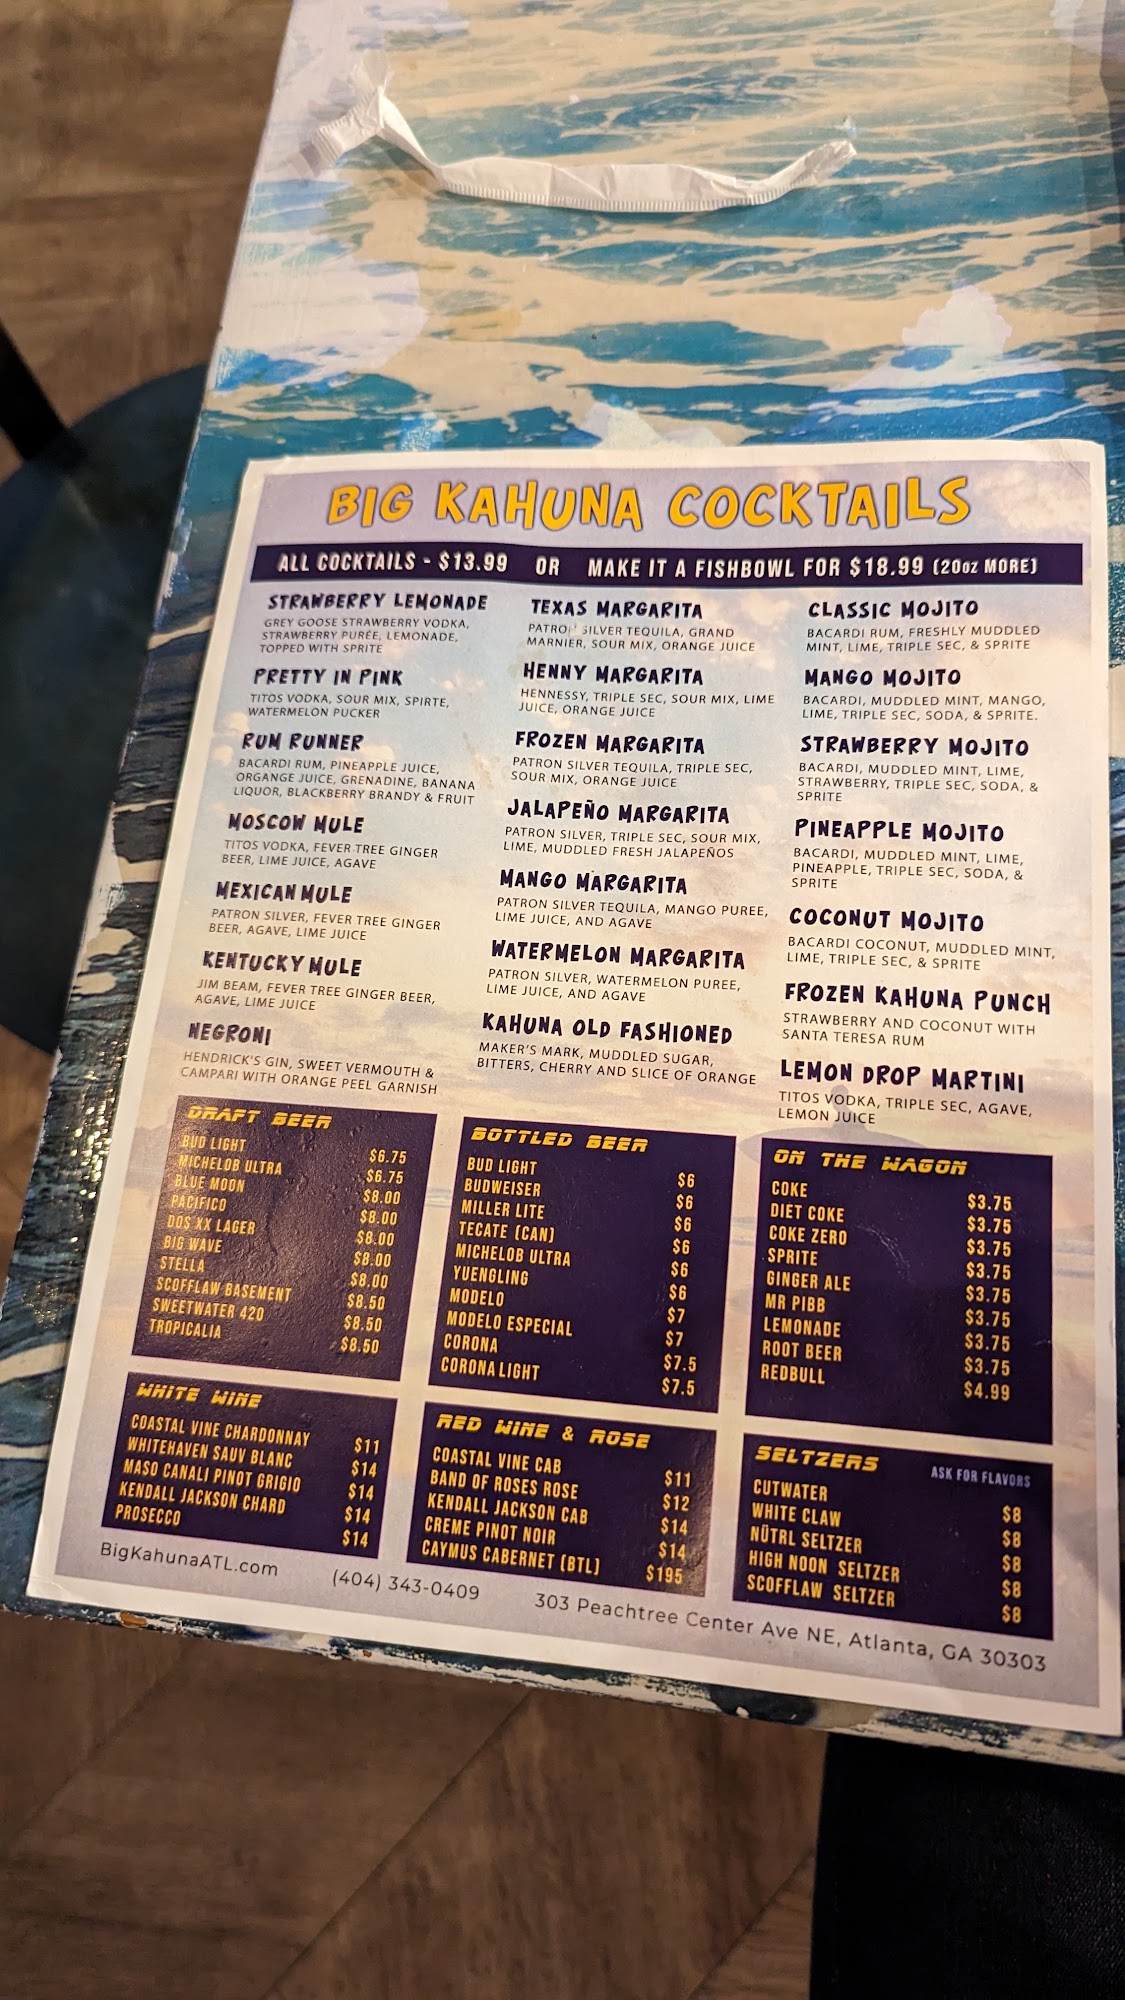 BIG KAHUNA COCKTAILS
ALL COCKTAILS - $13.99 OR MAKE IT A FISHBOWL FOR $18.99 (20oz MORE)
STRAWBERRY LEMONADE
GREY GOOSE STRAWBERRY VODKA,
STRAWBERRY PURÉE, LEMONADE,
TOPPED WITH SPRITE
PRETTY IN PINK
TITOS VODKA, SOUR MIX, SPIRTE,
WATERMELON PUCKER
RUM RUNNER
BACARDI RUM, PINEAPPLE JUICE,
ORGANGE JUICE, GRENADINE, BANANA
LIQUOR, BLACKBERRY BRANDY & FRUIT
MOSCOW MULE
TITOS VODKA, FEVER TREE GINGER
BEER, LIME JUICE, AGAVE
MEXICAN MULE
PATRON SILVER, FEVER TREE GINGER
BEER, AGAVE, LIME JUICE
KENTUCKY MULE
JIM BEAM, FEVER TREE GINGER BEER,
AGAVE, LIME JUICE
NEGRONI
HENDRICK'S GIN, SWEET VERMOUTH &
CAMPARI WITH ORANGE PEEL GARNISH
TEXAS MARGARITA
PATRON SILVER TEQUILA, GRAND
MARNIER, SOUR MIX, ORANGE JUICE
HENNY MARGARITA
HENNESSY, TRIPLE SEC, SOUR MIX, LIME
JUICE, ORANGE JUICE
FROZEN MARGARITA
PATRON SILVER TEQUILA, TRIPLE SEC,
SOUR MIX, ORANGE JUICE
JALAPEÑO MARGARITA
PATRON SILVER, TRIPLE SEC, SOUR MIX,
LIME, MUDDLED FRESH JALAPEÑOS
MANGO MARGARITA
PATRON SILVER TEQUILA, MANGO PUREE,
LIME JUICE, AND AGAVE
WATERMELON MARGARITA
PATRON SILVER, WATERMELON PUREE,
LIME JUICE, AND AGAVE
KAHUNA OLD FASHIONED
MAKER'S MARK, MUDDLED SUGAR,
BITTERS, CHERRY AND SLICE OF ORANGE
CLASSIC MOJITO
BACARDI RUM, FRESHLY MUDDLED
MINT, LIME, TRIPLE SEC, & SPRITE
MANGO MOJITO
BACARDI, MUDDLED MINT, MANGO,
LIME, TRIPLE SEC, SODA, & SPRITE.
STRAWBERRY MOJITO
BACARDI, MUDDLED MINT, LIME,
STRAWBERRY, TRIPLE SEC, SODA, &
SPRITE
PINEAPPLE MOJITO
BACARDI, MUDDLED MINT, LIME,
PINEAPPLE, TRIPLE SEC, SODA, &
SPRITE
COCONUT MOJITO
BACARDI COCONUT, MUDDLED MINT,
LIME, TRIPLE SEC, & SPRITE
FROZEN KAHUNA PUNCH
STRAWBERRY AND COCONUT WITH
SANTA TERESA RUM
LEMON DROP MARTINI
TITOS VODKA, TRIPLE SEC, AGAVE,
LEMON JUICE
DRAFT BEER
BUD LIGHT $6.75
MICHELOB ULTRA $6.75
BLUE MOON $8.00
PACIFICO $8.00
DOS XX LAGER $8.00
BIG WAVE $8.00
STELLA $8.00
SCOFFLAW BASEMENT $8.50
SWEETWATER 420 $8.50
TROPICALIA $8.50
BOTTLED BEER
BUD LIGHT $6
BUDWEISER $6
MILLER LITE $6
TECATE (CAN) $6
MICHELOB ULTRA $6
YUENGLING $6
MODELO $7
MODELO ESPECIAL $7
CORONA $7.5
CORONA LIGHT $7.5
ON THE WAGON
COKE $3.75
DIET COKE $3.75
COKE ZERO $3.75
SPRITE $3.75
GINGER ALE $3.75
MR PIBB $3.75
LEMONADE $3.75
ROOT BEER $3.75
REDBULL $4.99
WHITE WINE
COASTAL VINE CHARDONNAY $11
WHITEHAVEN SAUV BLANC $14
MASO CANALI PINOT GRIGIO $14
KENDALL JACKSON CHARD $14
PROSECCO $14
RED WINE & ROSE
COASTAL VINE CAB $11
BAND OF ROSES ROSE $12
KENDALL JACKSON CAB $14
CREME PINOT NOIR $14
CAYMUS CABERNET (BTL) $195
SELTZERS ASK FOR FLAVORS
CUTWATER $8
WHITE CLAW $8
NÜTRL SELTZER $8
HIGH NOON SELTZER $8
SCOFFLAW SELTZER $8
BigKahunaATL.com (404) 343-0409 303 Peachtree Center Ave NE, Atlanta, GA 30303